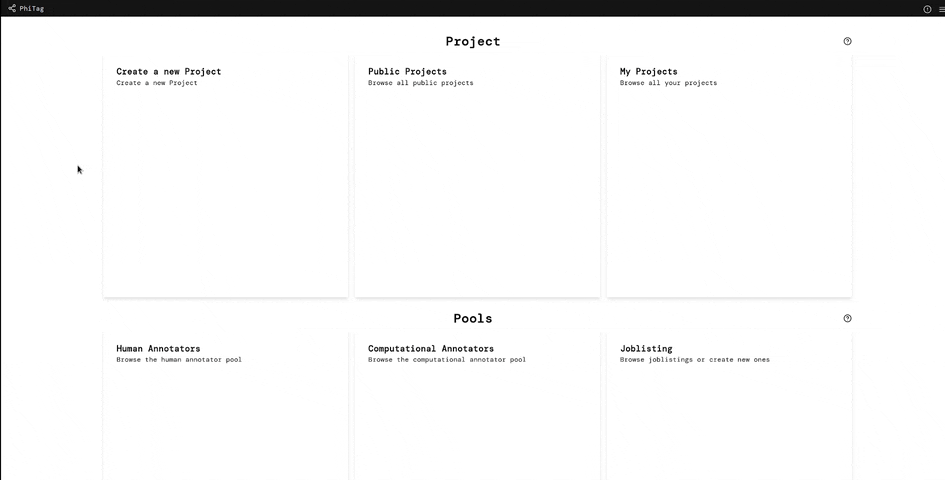 PhiTag
Project
Create a new Project
Create a new Project
Public Projects
Browse all public projects
My Projects
Browse all your projects
Pools
Human Annotators
Browse the human annotator pool
Computational Annotators
Browse the computational annotator pool
Joblisting
Browse joblistings or create new ones